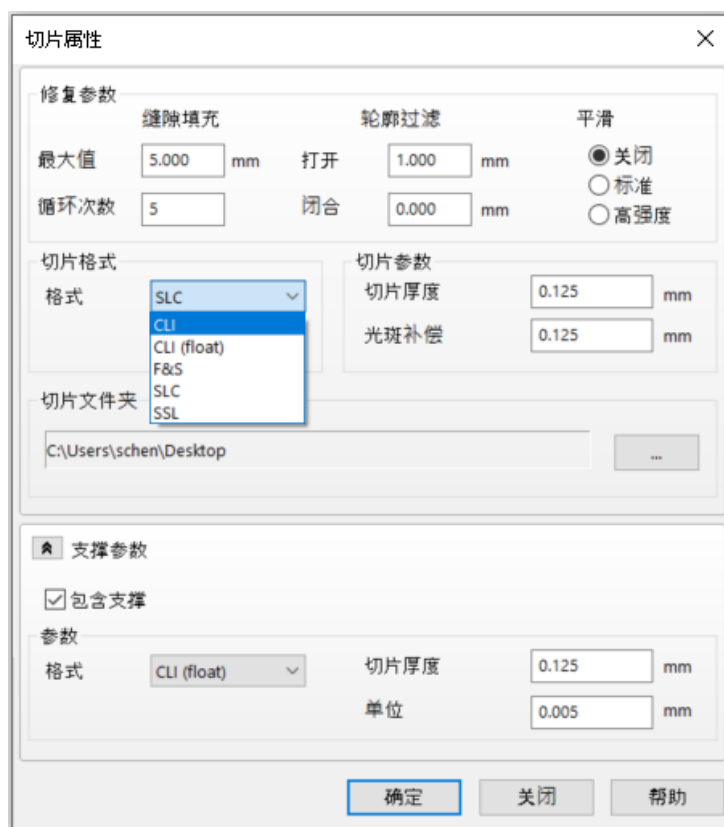 切片属性
修复参数
缝隙填充 轮廓过滤 平滑
最大值 5.000 mm 打开 1.000 mm 关闭
标准
循环次数 5 闭合 0.000 mm 高强度
切片格式 切片参数
格式 SLC 切片厚度 0.125 mm
CLI
CLI (float) 光斑补偿 0.125 mm
F&S
SLC
SSL
切片文件夹
C:\Users\schen\Desktop ...
支撑参数
包含支撑
参数
格式 CLI (float) 切片厚度 0.125 mm
单位 0.005 mm
确定 关闭 帮助